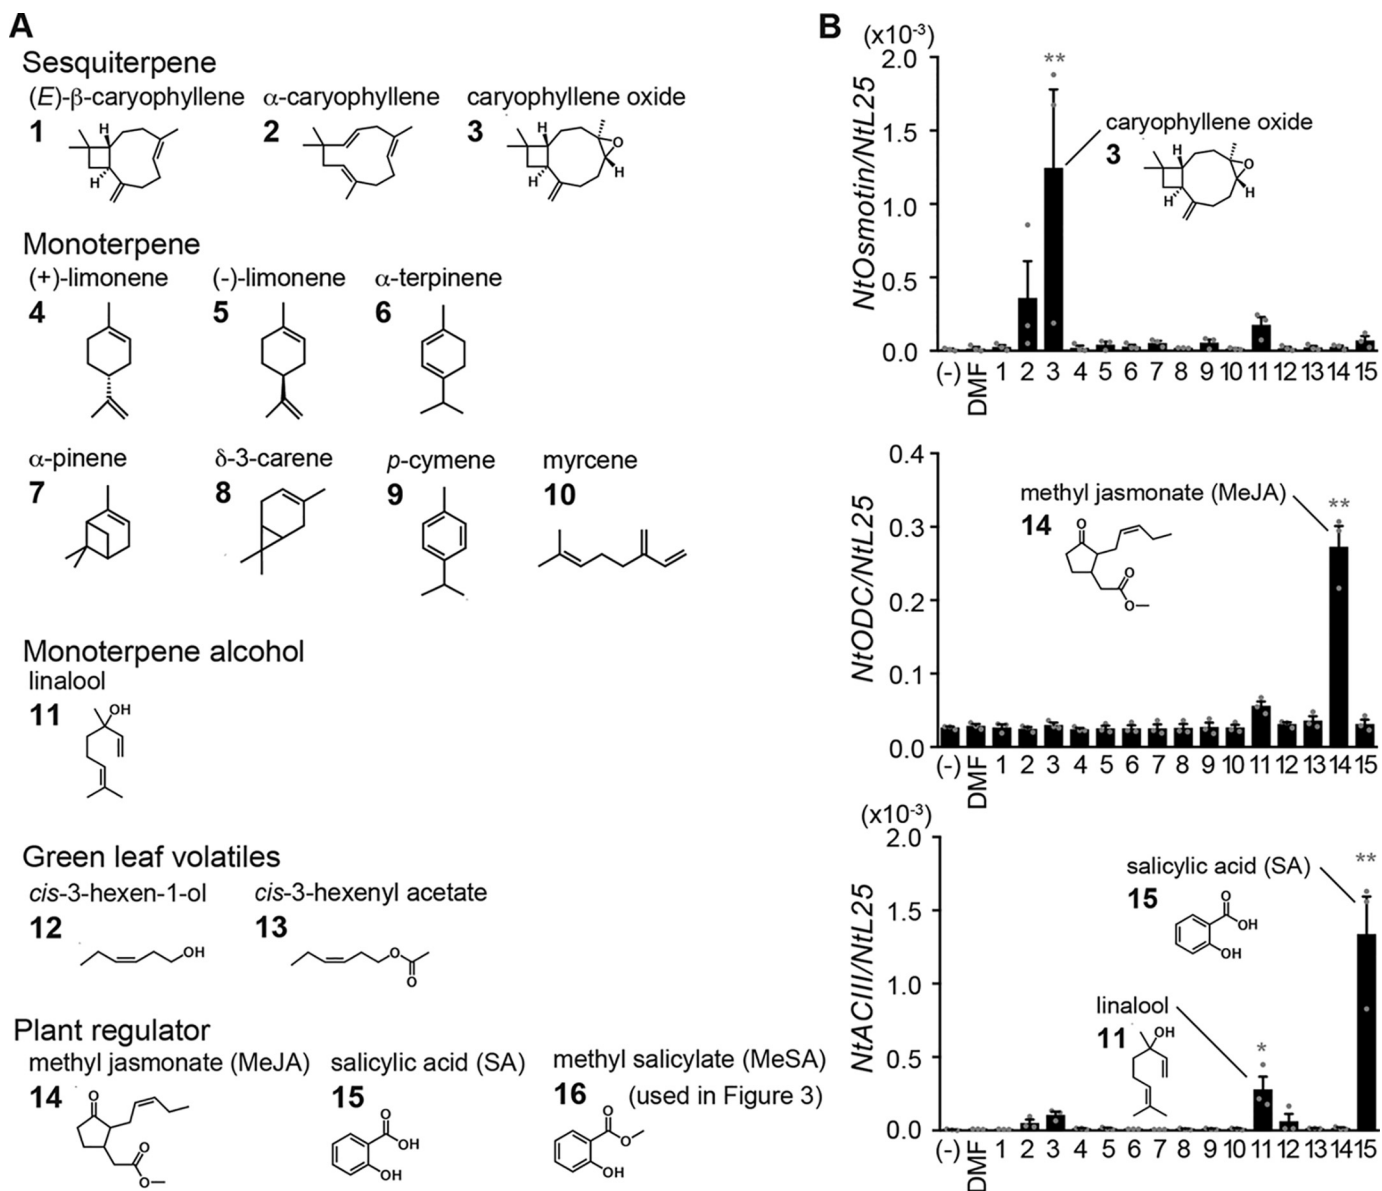 A
Sesquiterpene
(E)-β-caryophyllene α-caryophyllene caryophyllene oxide
1 2 3
H
H
H
O
H
H
Monoterpene
(+)-limonene (-)-limonene α-terpinene
4 5 6
α-pinene δ-3-carene p-cymene myrcene
7 8 9 10
Monoterpene alcohol
linalool
11
OH
Green leaf volatiles
cis-3-hexen-1-ol cis-3-hexenyl acetate
12 13
OH
O
O
Plant regulator
methyl jasmonate (MeJA) salicylic acid (SA) methyl salicylate (MeSA)
14 15 16 (used in Figure 3)
O
O
O
O
OH
OH
O
O
OH
B
(x10-3)
NtOsmotin/NtL25
2.0
1.5
1.0
0.5
0.0
**
caryophyllene oxide
3
H
O
H
H
(-) DMF 1 2 3 4 5 6 7 8 9 10 11 12 13 14 15
NtODC/NtL25
0.4
0.3
0.2
0.1
0.0
methyl jasmonate (MeJA)
14
O
O
O
**
(-) DMF 1 2 3 4 5 6 7 8 9 10 11 12 13 14 15
(x10-3)
NtACIII/NtL25
2.0
1.5
1.0
0.5
0.0
salicylic acid (SA)
15
O
OH
OH
**
linalool
11
OH
*
(-) DMF 1 2 3 4 5 6 7 8 9 10 11 12 13 14 15